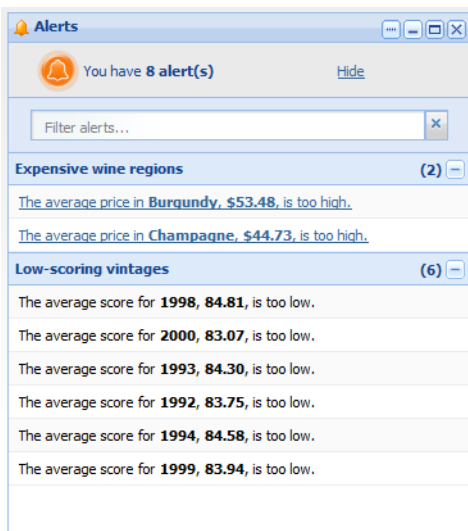 Alerts
You have 8 alert(s) Hide
Filter alerts...
Expensive wine regions (2)
The average price in Burgundy, $53.48, is too high.
The average price in Champagne, $44.73, is too high.
Low-scoring vintages (6)
The average score for 1998, 84.81, is too low.
The average score for 2000, 83.07, is too low.
The average score for 1993, 84.30, is too low.
The average score for 1992, 83.75, is too low.
The average score for 1994, 84.58, is too low.
The average score for 1999, 83.94, is too low.